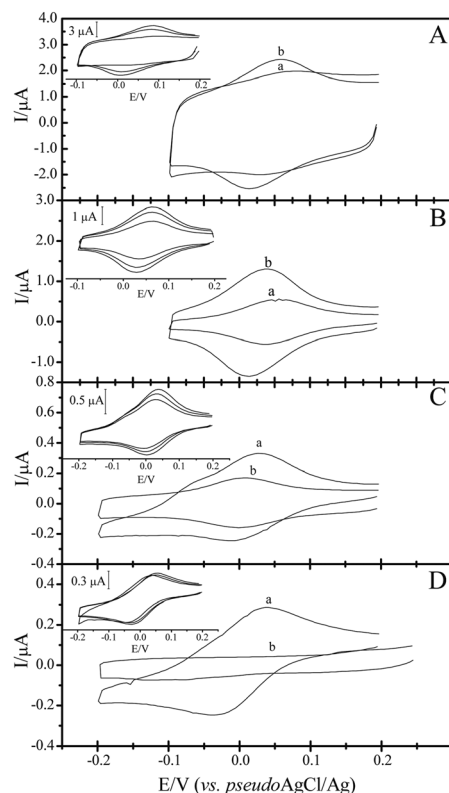 A
I/μA
4.0
3.0
2.0
1.0
0.0
-1.0
-2.0
3.0
3 μA
-0.1 0.0 0.1 0.2
E/V
b
a
B
I/μA
2.0
1.0
0.0
-1.0
0.8
1 μA
-0.1 0.0 0.1 0.2
E/V
b
a
C
I/μA
0.6
0.4
0.2
0.0
-0.2
-0.4
0.5 μA
-0.2 -0.1 0.0 0.1 0.2
E/V
a
b
D
I/μA
0.4
0.2
0.0
-0.2
-0.4
0.3 μA
-0.2 -0.1 0.0 0.1 0.2
E/V
a
b
-0.2 -0.1 0.0 0.1 0.2
E/V (vs. pseudoAgCl/Ag)